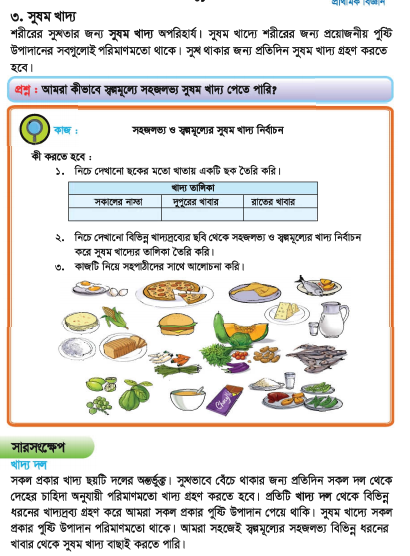 প্রাথমিক বিজ্ঞান
৩. সুষম খাদ্য
শরীরের সুস্থতার জন্য সুষম খাদ্য অপরিহার্য। সুষম খাদ্যে শরীরের জন্য প্রয়োজনীয় পুষ্টি
উপাদানের সবগুলোই পরিমাণমতো থাকে। সুস্থ থাকার জন্য প্রতিদিন সুষম খাদ্য গ্রহণ করতে
হবে।
প্রশ্ন : আমরা কীভাবে স্বল্পমূল্যে সহজলভ্য সুষম খাদ্য পেতে পারি?
কাজ : সহজলভ্য ও স্বল্পমূল্যের সুষম খাদ্য নির্বাচন
কী করতে হবে :
১. নিচে দেখানো ছকের মতো খাতায় একটি ছক তৈরি করি।
খাদ্য তালিকা
সকালের নাস্তা দুপুরের খাবার রাতের খাবার
২. নিচে দেখানো বিভিন্ন খাদ্যদ্রব্যের ছবি থেকে সহজলভ্য ও স্বল্পমূল্যের খাদ্য নির্বাচন
করে সুষম খাদ্যের তালিকা তৈরি করি।
৩. কাজটি নিয়ে সহপাঠীদের সাথে আলোচনা করি।
সারসংক্ষেপ
খাদ্য দল
সকল প্রকার খাদ্য ছয়টি দলের অন্তর্ভুক্ত। সুস্থভাবে বেঁচে থাকার জন্য প্রতিদিন সকল দল থেকে
দেহের চাহিদা অনুযায়ী পরিমাণমতো খাদ্য গ্রহণ করতে হবে। প্রতিটি খাদ্য দল থেকে বিভিন্ন
ধরনের খাদ্যদ্রব্য গ্রহণ করে আমরা সকল প্রকার পুষ্টি উপাদান পেয়ে থাকি। সুষম খাদ্যে সকল
প্রকার পুষ্টি উপাদান পরিমাণমতো থাকে। আমরা সহজেই স্বল্পমূল্যের সহজলভ্য বিভিন্ন ধরনের
খাবার থেকে সুষম খাদ্য বাছাই করতে পারি।